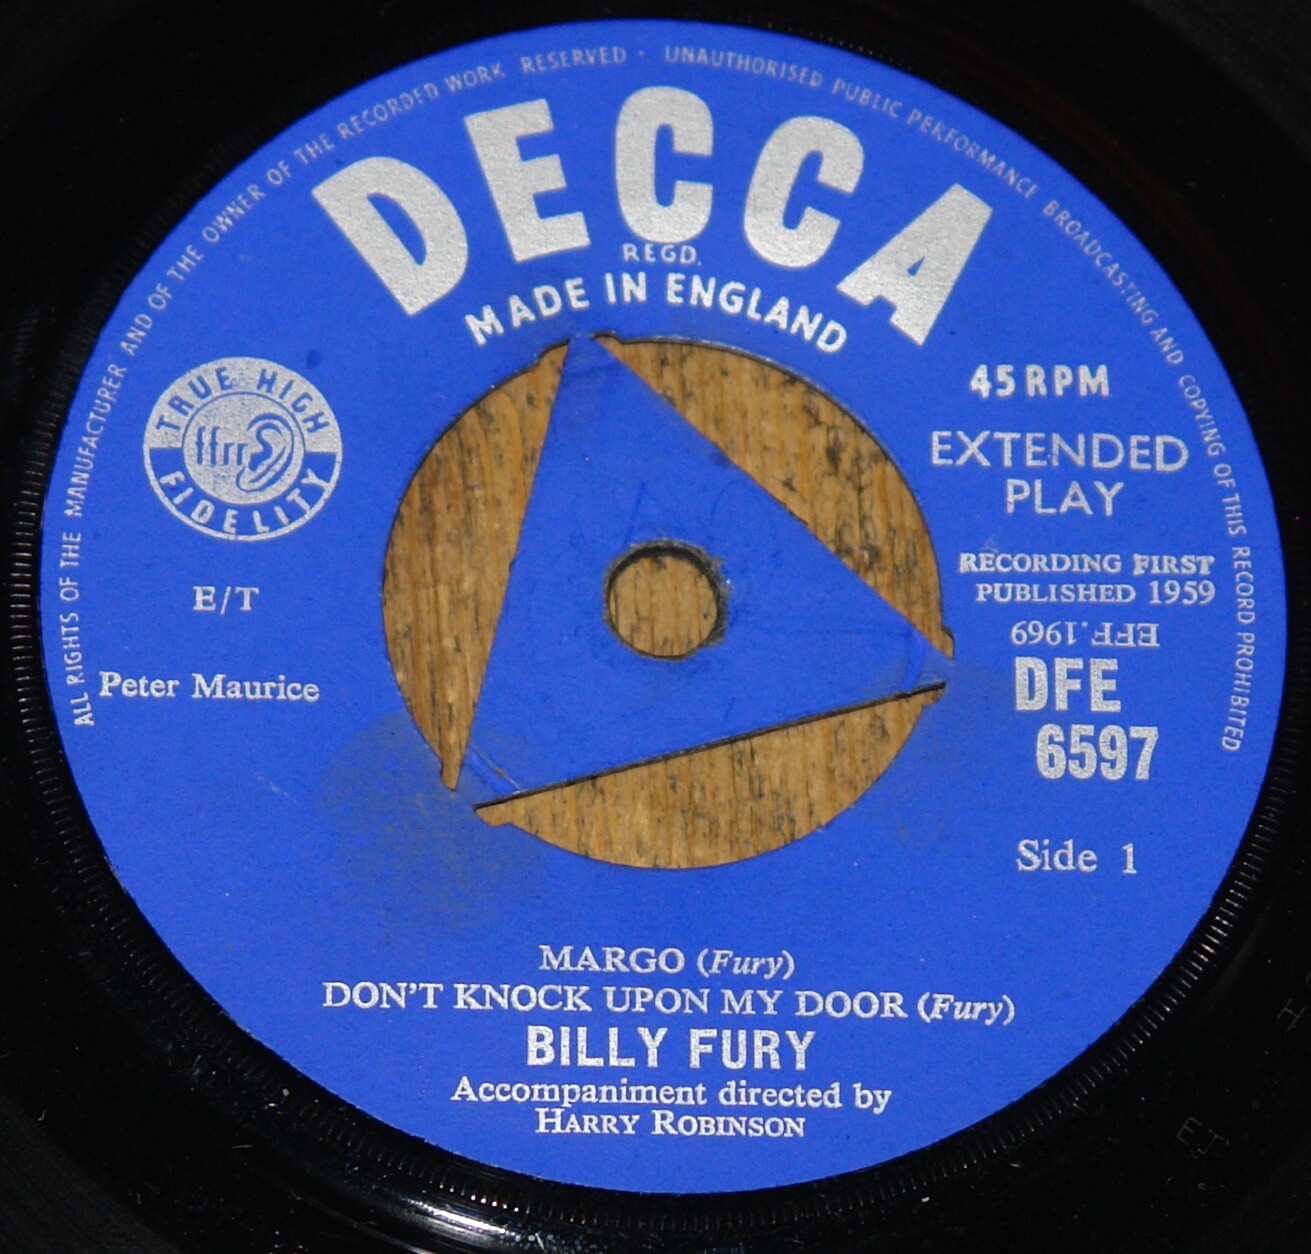 ALL RIGHTS OF THE MANUFACTURER AND OF THE OWNER OF THE RECORDED WORK RESERVED · UNAUTHORISED PUBLIC PERFORMANCE BROADCASTING AND COPYING OF THIS RECORD PROHIBITED
DECCA
REGD.
MADE IN ENGLAND
TRUE HIGH
ffrr
FIDELITY
45 RPM
EXTENDED
PLAY
RECORDING FIRST
PUBLISHED 1959
EFF.1969
DFE
6597
E/T
Peter Maurice
Side 1
MARGO (Fury)
DON'T KNOCK UPON MY DOOR (Fury)
BILLY FURY
Accompaniment directed by
HARRY ROBINSON